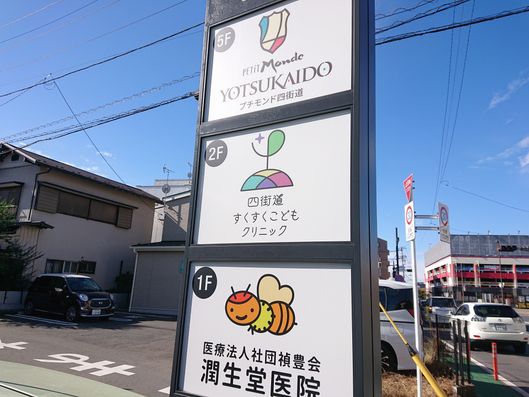 5F
PETIT Monde
YOTSUKAIDO
プチモンド四街道
2F
四街道
すくすくこども
クリニック
1F
医療法人社団禎豊会
潤生堂医院